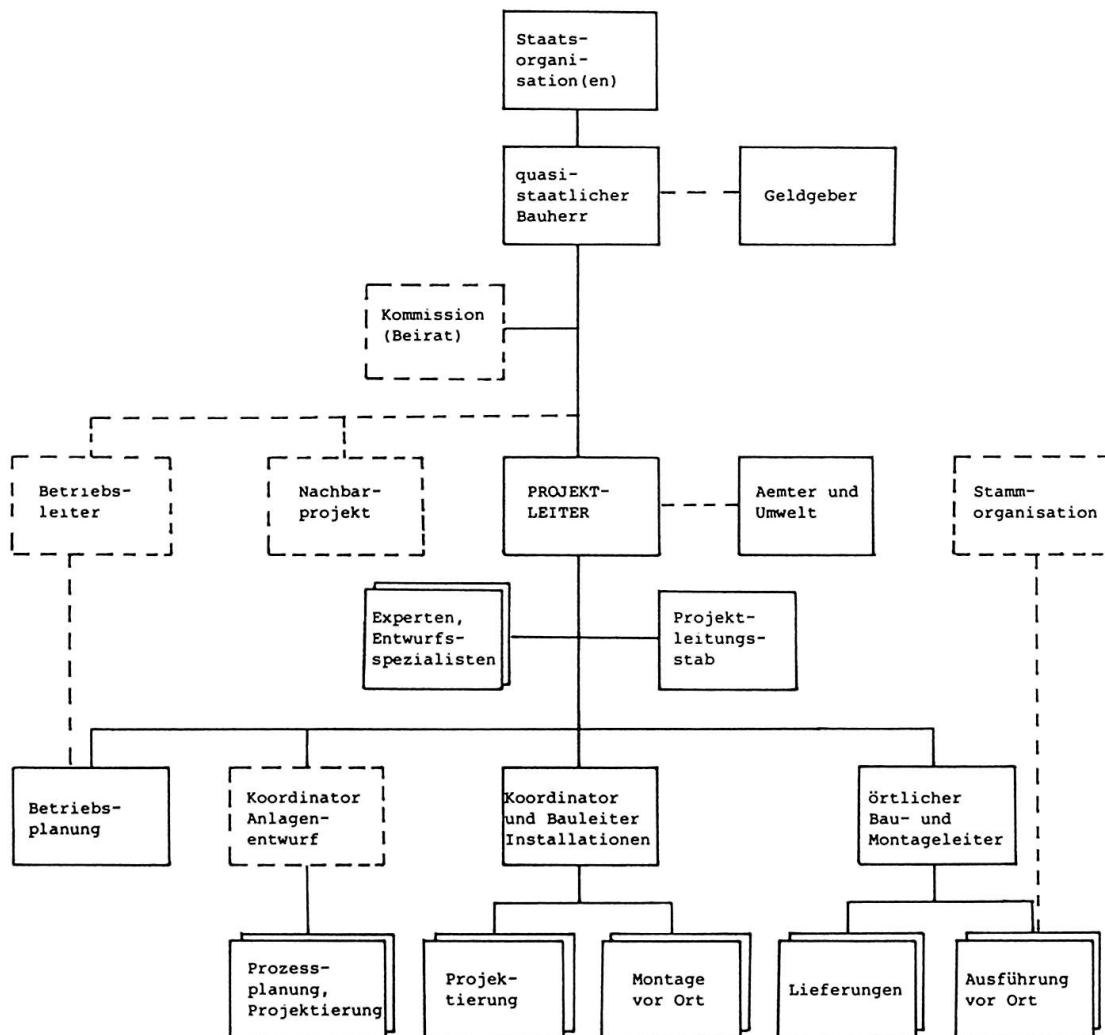 Staats-
organi-
sation(en)
quasi-
staatlicher
Bauherr
Geldgeber
Kommission
(Beirat)
Betriebs-
leiter
Nachbar-
projekt
PROJEKT-
LEITER
Aemter und
Umwelt
Stamm-
organisation
Experten,
Entwurfs-
spezialisten
Projekt-
leitungs-
stab
Betriebs-
planung
Koordinator
Anlagen-
entwurf
Koordinator
und Bauleiter
Installationen
örtlicher
Bau- und
Montageleiter
Prozess-
planung,
Projektierung
Projek-
tierung
Montage
vor Ort
Lieferungen
Ausführung
vor Ort